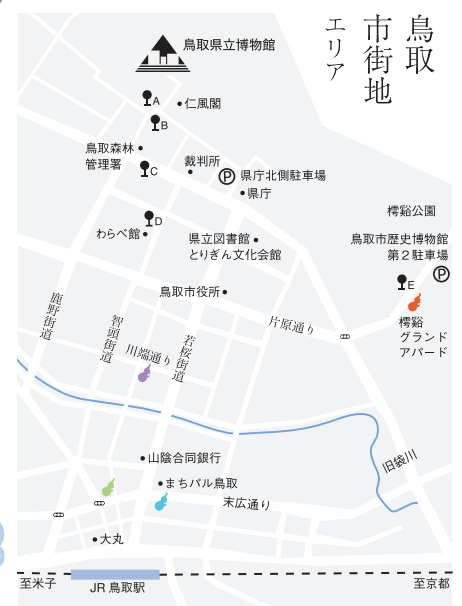 鳥取
市街地
エリア
鳥取県立博物館
A
仁風閣
B
鳥取森林
管理署
C
裁判所
P
県庁北側駐車場
県庁
樗谿公園
D
わらべ館
県立図書館
とりぎん文化会館
鳥取市歴史博物館
第2駐車場
P
E
鳥取市役所
鹿野街道
智頭街道
若桜街道
片原通り
樗谿
グランド
アパード
川端通り
山陰合同銀行
旧袋川
まちパル鳥取
末広通り
大丸
至米子
JR 鳥取駅
至京都